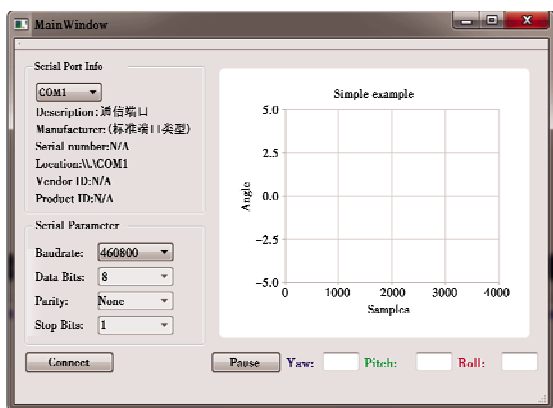 MainWindow
Serial Port Info
COM1
Description:通信端口
Manufacturer:(标准端口类型)
Serial number:N/A
Location:\\.\COM1
Vendor ID:N/A
Product ID:N/A
Serial Parameter
Baudrate: 460800
Data Bits: 8
Parity: None
Stop Bits: 1
Connect
Simple example
5.0
2.5
0.0
−2.5
−5.0
Angle
0 1000 2000 3000 4000
Samples
Pause Yaw: Pitch: Roll: